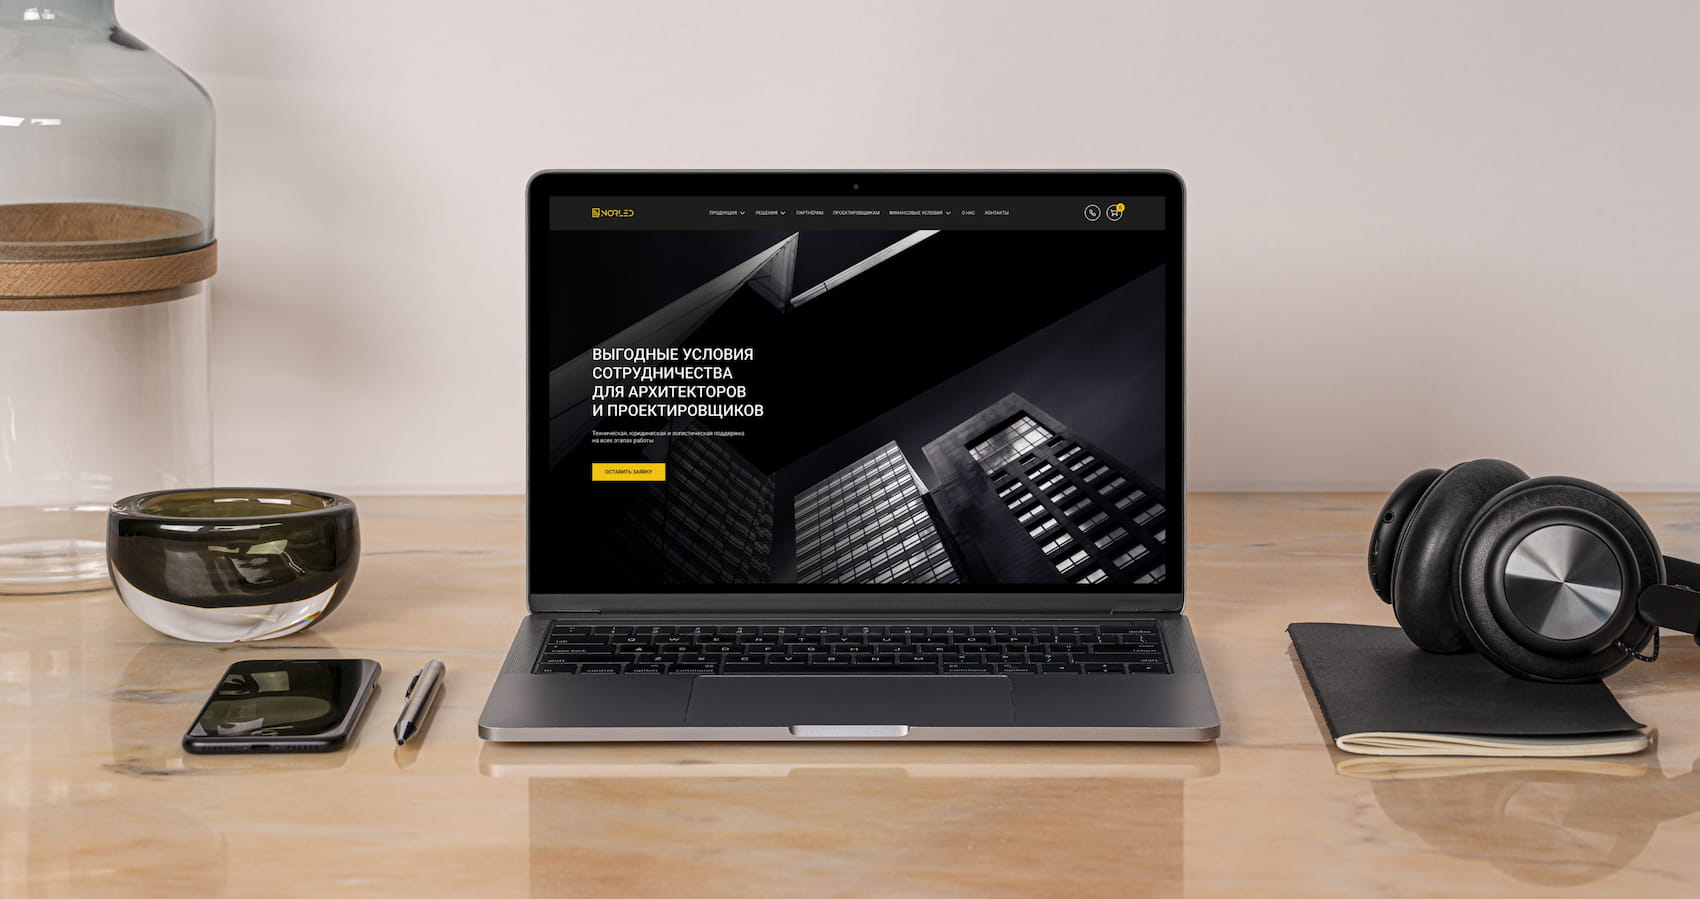 NORLED
ПРОДУКЦИЯ РЕШЕНИЯ ПАРТНЁРАМ ПРОЕКТИРОВЩИКАМ ФИНАНСОВЫЕ УСЛОВИЯ О НАС КОНТАКТЫ
ВЫГОДНЫЕ УСЛОВИЯ
СОТРУДНИЧЕСТВА
ДЛЯ АРХИТЕКТОРОВ
И ПРОЕКТИРОВЩИКОВ
Техническая, юридическая и логистическая поддержка
на всех этапах работы
ОСТАВИТЬ ЗАЯВКУ